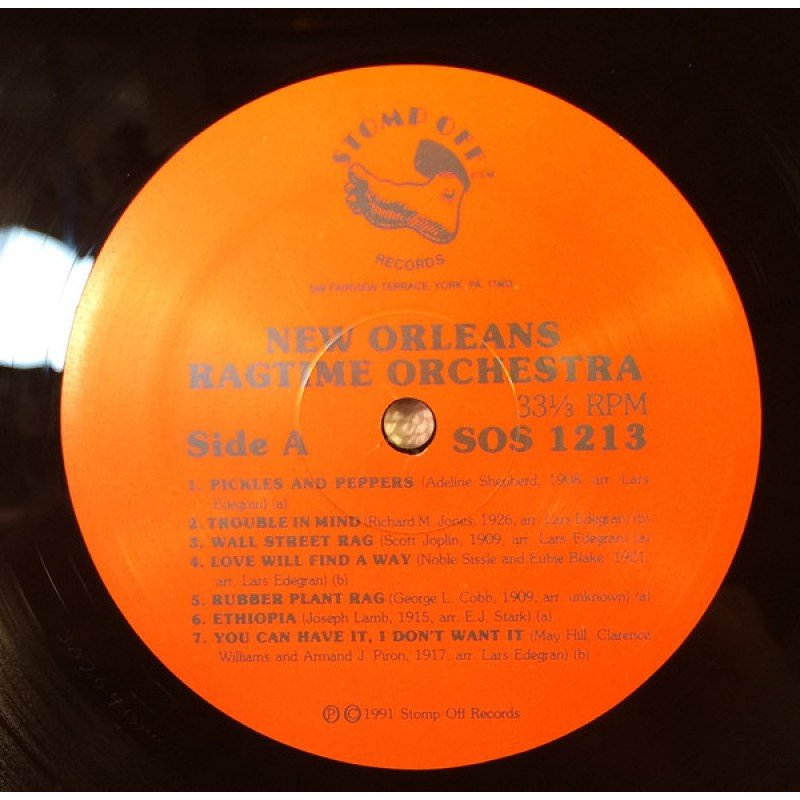 STOMP OFF
RECORDS
FAIRVIEW TERRACE, YORK, PA 17403
NEW ORLEANS
RAGTIME ORCHESTRA
33⅓ RPM
Side A SOS 1213
1. PICKLES AND PEPPERS (Adeline Shepherd, 1908, arr. Lars
Edegran) (a)
2. TROUBLE IN MIND (Richard M. Jones, 1926, arr. Lars Edegran) (b)
3. WALL STREET RAG (Scott Joplin, 1909, arr. Lars Edegran) (a)
4. LOVE WILL FIND A WAY (Noble Sissle and Eubie Blake, 1921,
arr. Lars Edegran) (b)
5. RUBBER PLANT RAG (George L. Cobb, 1909, arr. unknown) (a)
6. ETHIOPIA (Joseph Lamb, 1915, arr. E.J. Stark) (a)
7. YOU CAN HAVE IT, I DON'T WANT IT (May Hill, Clarence
Williams and Armand J. Piron, 1917, arr. Lars Edegran) (b)
℗©1991 Stomp Off Records